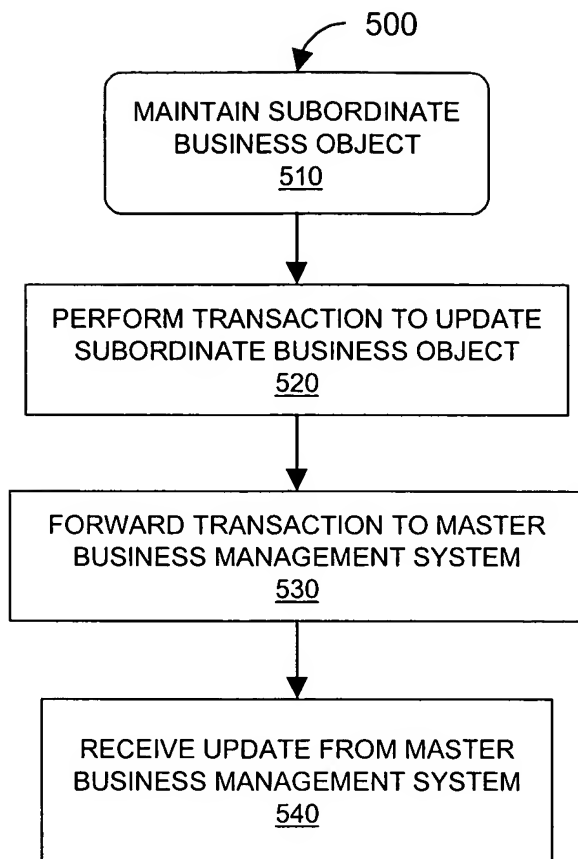 500
MAINTAIN SUBORDINATE
BUSINESS OBJECT
510
PERFORM TRANSACTION TO UPDATE
SUBORDINATE BUSINESS OBJECT
520
FORWARD TRANSACTION TO MASTER
BUSINESS MANAGEMENT SYSTEM
530
RECEIVE UPDATE FROM MASTER
BUSINESS MANAGEMENT SYSTEM
540